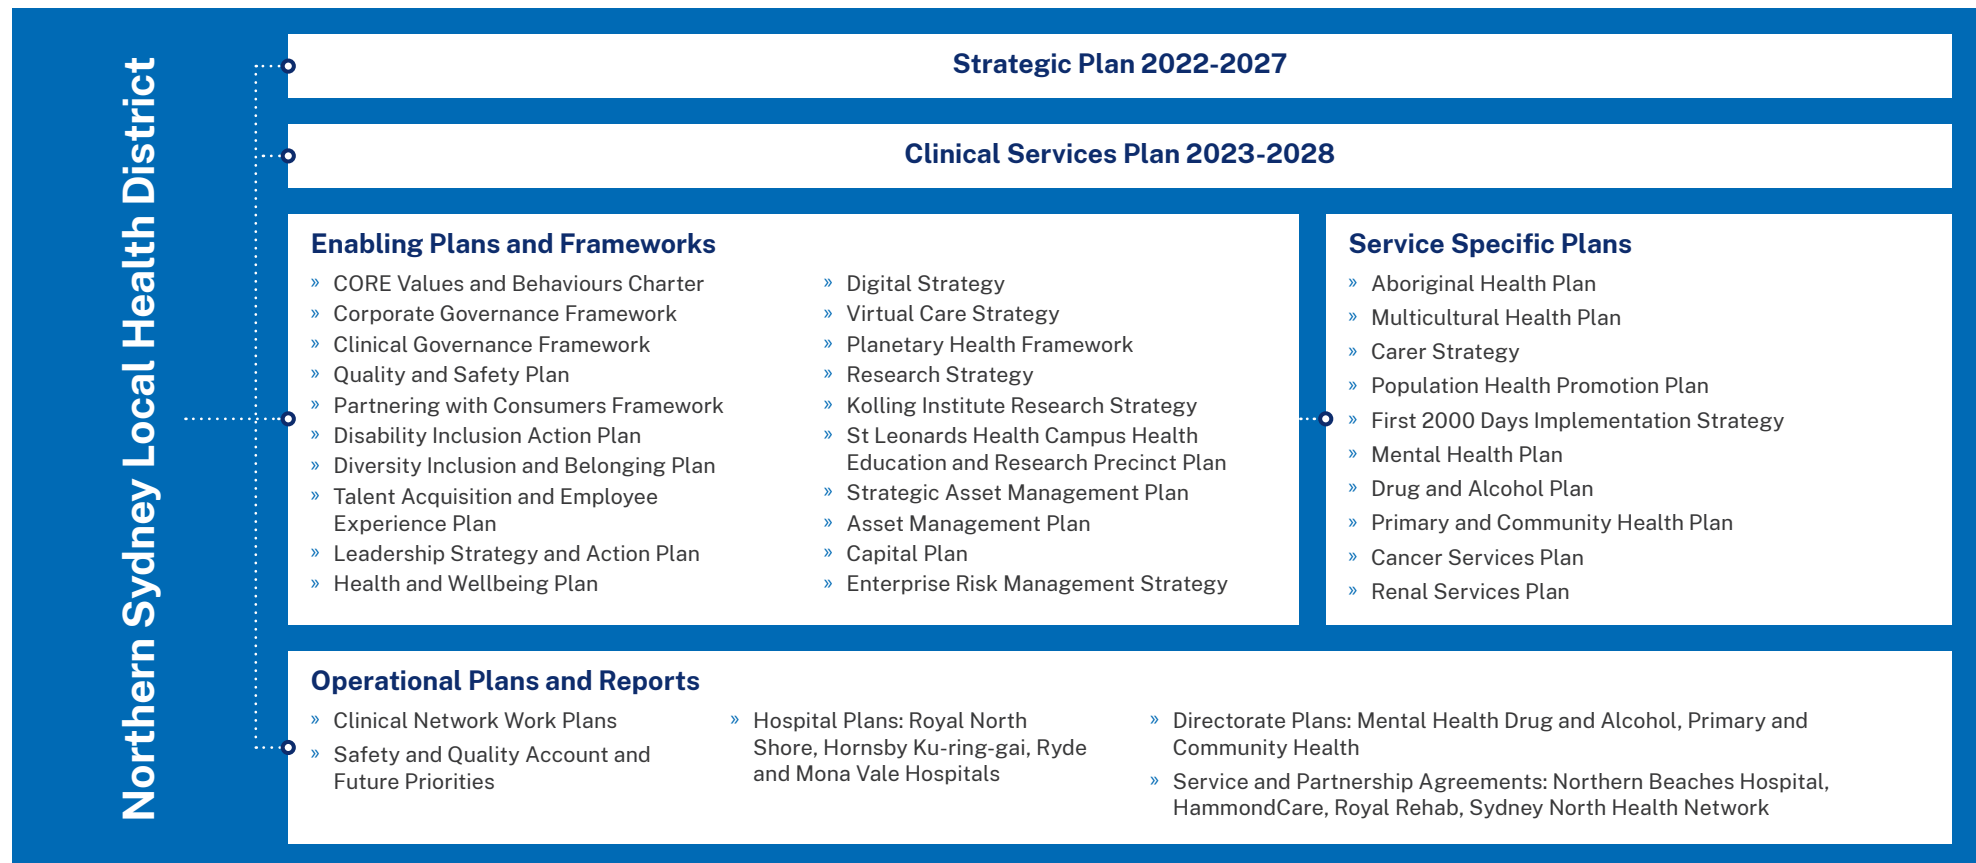 Northern Sydney Local Health District
Strategic Plan 2022-2027
Clinical Services Plan 2023-2028
Enabling Plans and Frameworks
» CORE Values and Behaviours Charter
» Corporate Governance Framework
» Clinical Governance Framework
» Quality and Safety Plan
» Partnering with Consumers Framework
» Disability Inclusion Action Plan
» Diversity Inclusion and Belonging Plan
» Talent Acquisition and Employee
Experience Plan
» Leadership Strategy and Action Plan
» Health and Wellbeing Plan
» Digital Strategy
» Virtual Care Strategy
» Planetary Health Framework
» Research Strategy
» Kolling Institute Research Strategy
» St Leonards Health Campus Health
Education and Research Precinct Plan
» Strategic Asset Management Plan
» Asset Management Plan
» Capital Plan
» Enterprise Risk Management Strategy
Service Specific Plans
» Aboriginal Health Plan
» Multicultural Health Plan
» Carer Strategy
» Population Health Promotion Plan
» First 2000 Days Implementation Strategy
» Mental Health Plan
» Drug and Alcohol Plan
» Primary and Community Health Plan
» Cancer Services Plan
» Renal Services Plan
Operational Plans and Reports
» Clinical Network Work Plans
» Safety and Quality Account and
Future Priorities
» Hospital Plans: Royal North
Shore, Hornsby Ku-ring-gai, Ryde
and Mona Vale Hospitals
» Directorate Plans: Mental Health Drug and Alcohol, Primary and
Community Health
» Service and Partnership Agreements: Northern Beaches Hospital,
HammondCare, Royal Rehab, Sydney North Health Network